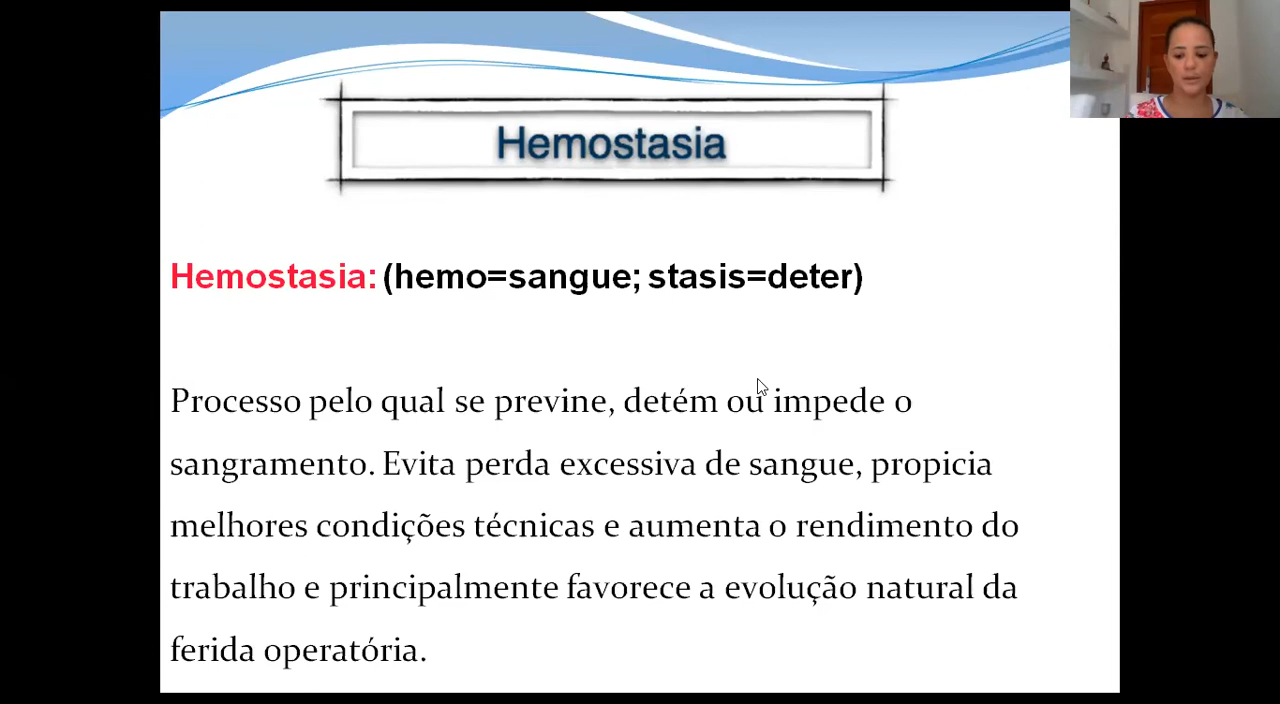 Hemostasia
Hemostasia: (hemo=sangue; stasis=deter)
Processo pelo qual se previne, detém ou impede o
sangramento. Evita perda excessiva de sangue, propicia
melhores condições técnicas e aumenta o rendimento do
trabalho e principalmente favorece a evolução natural da
ferida operatória.